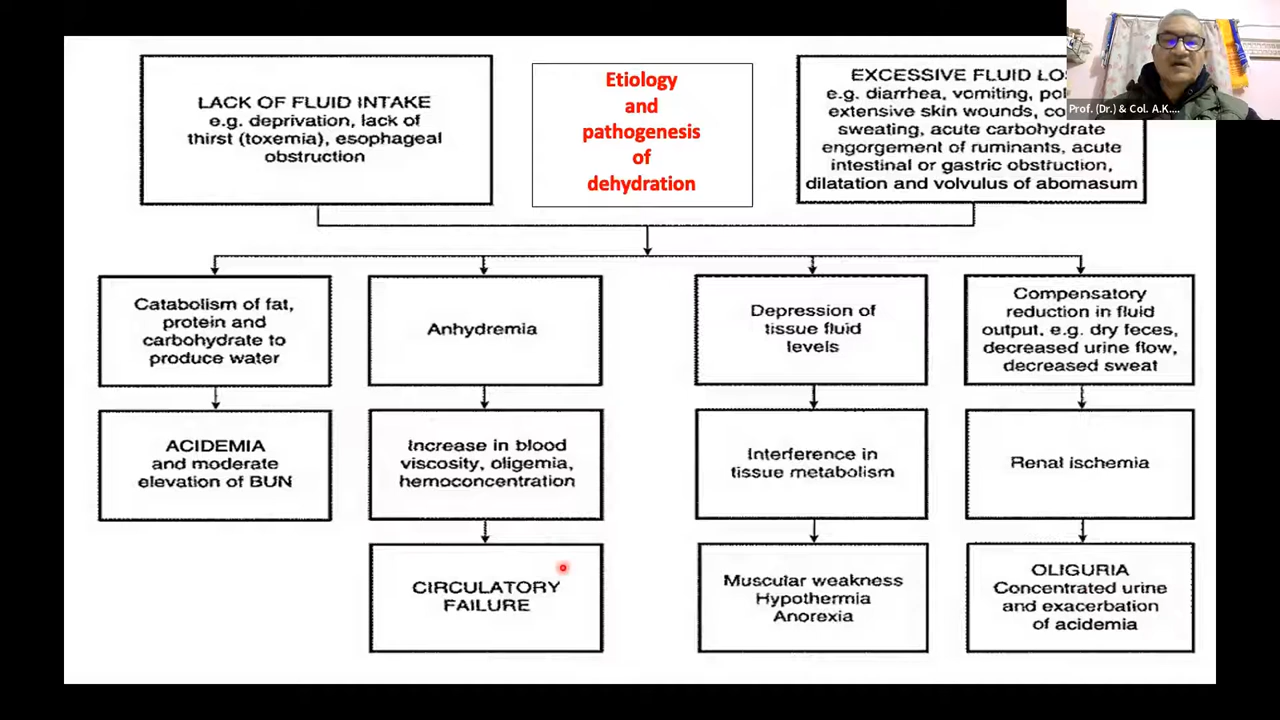 LACK OF FLUID INTAKE
e.g. deprivation, lack of
thirst (toxemia), esophageal
obstruction
Etiology
and
pathogenesis
of
dehydration
EXCESSIVE FLUID
e.g. diarrhea, vomiting,
extensive skin wounds,
sweating, acute carbohydrate
engorgement of ruminants, acute
intestinal or gastric obstruction,
dilatation and volvulus of abomasum
Prof. (Dr.) & Col. A.K....
Catabolism of fat,
protein and
carbohydrate to
produce water
Anhydremia
Depression of
tissue fluid
levels
Compensatory
reduction in fluid
output, e.g. dry feces,
decreased urine flow,
decreased sweat
ACIDEMIA
and moderate
elevation of BUN
Increase in blood
viscosity, oligemia,
hemoconcentration
Interference in
tissue metabolism
Renal ischemia
CIRCULATORY
FAILURE
Muscular weakness
Hypothermia
Anorexia
OLIGURIA
Concentrated urine
and exacerbation
of acidemia